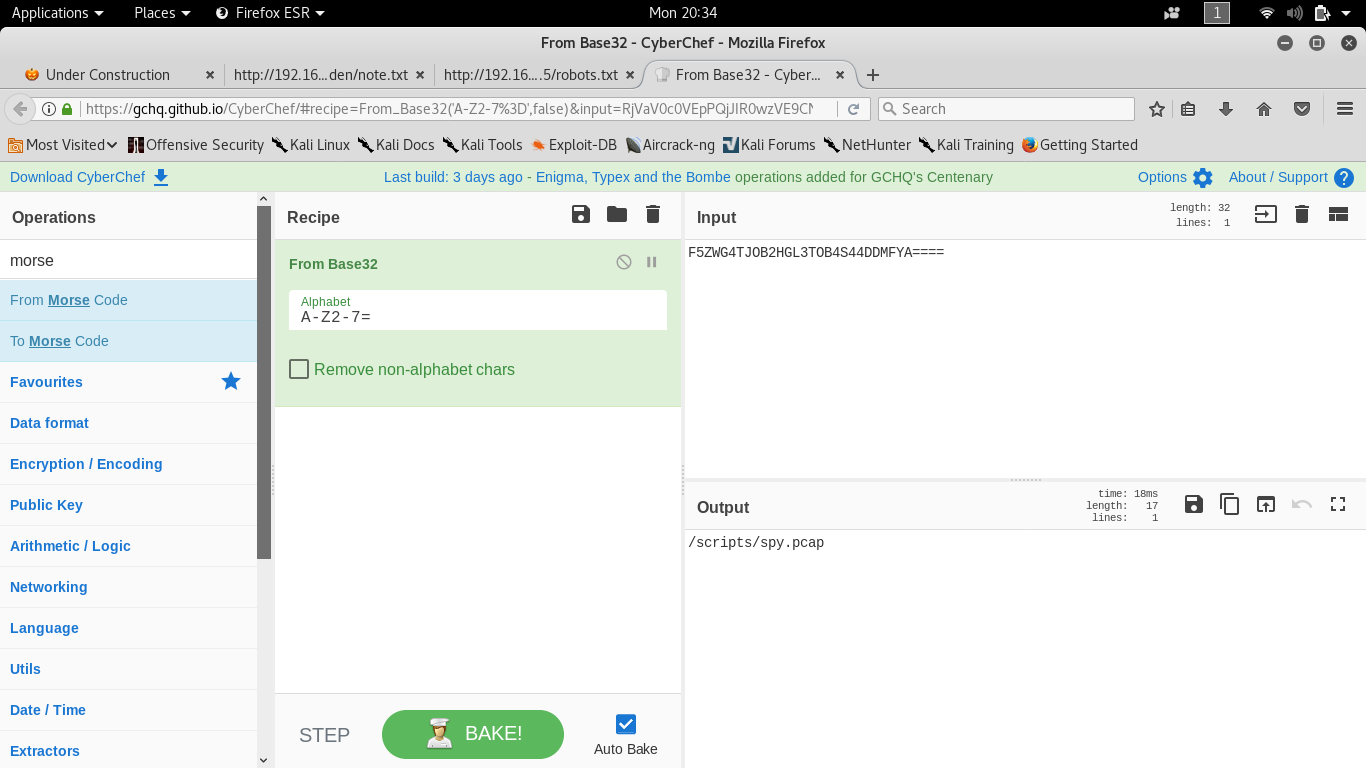 Applications Places Firefox ESR Mon 20:34 1
From Base32 - CyberChef - Mozilla Firefox
Under Construction http://192.16...den/note.txt http://192.16....5/robots.txt From Base32 - Cyber...
https://gchq.github.io/CyberChef/#recipe=From_Base32('A-Z2-7%3D',false)&input=RjVaV0c0VEpPQjJIR0wzVE9CN Search
Most Visited Offensive Security Kali Linux Kali Docs Kali Tools Exploit-DB Aircrack-ng Kali Forums NetHunter Kali Training Getting Started
Download CyberChef Last build: 3 days ago - Enigma, Typex and the Bombe operations added for GCHQ's Centenary Options About / Support
Operations
morse
From Morse Code
To Morse Code
Favourites
Data format
Encryption / Encoding
Public Key
Arithmetic / Logic
Networking
Language
Utils
Date / Time
Extractors
Recipe
From Base32
Alphabet
A-Z2-7=
Remove non-alphabet chars
STEP BAKE! Auto Bake
Input
length: 32
lines: 1
F5ZWG4TJOB2HGL3TOB4S44DDMFYA====
Output
time: 18ms
length: 17
lines: 1
/scripts/spy.pcap